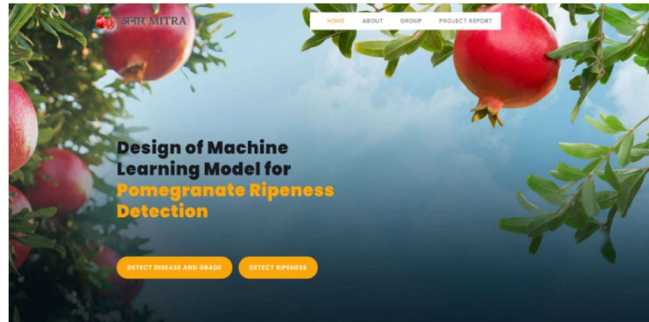 अनार MITRA
HOME ABOUT GROUP PROJECT REPORT
Design of Machine
Learning Model for
Pomegranate Ripeness
Detection
DETECT DISEASE AND GRADE DETECT RIPENESS